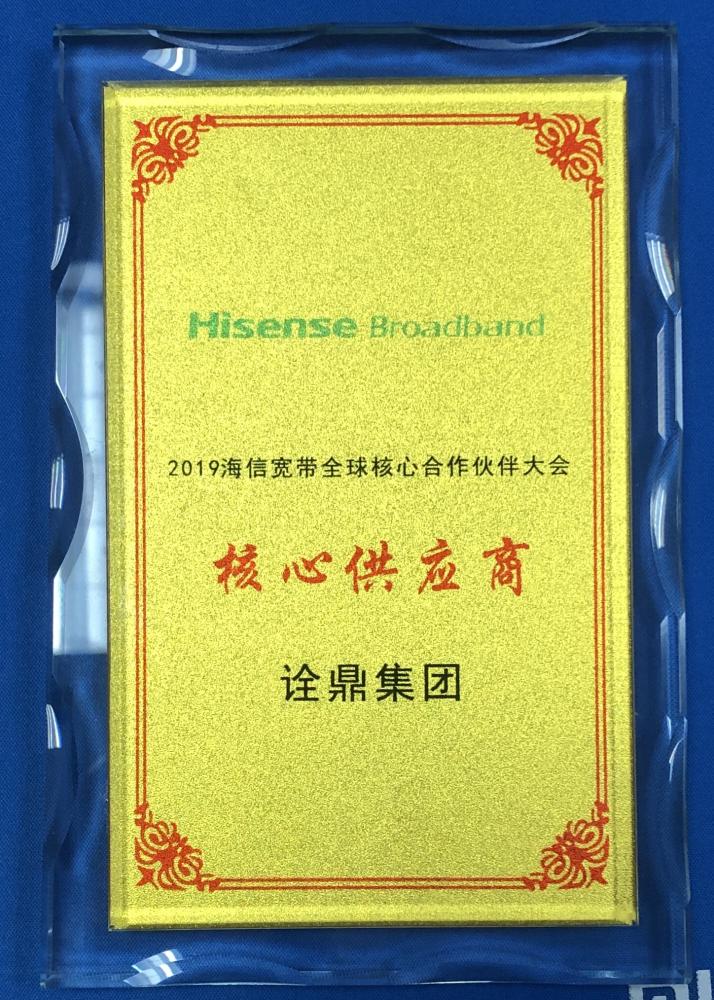 Hisense Broadband
2019海信宽带全球核心合作伙伴大会
核心供应商
诠鼎集团